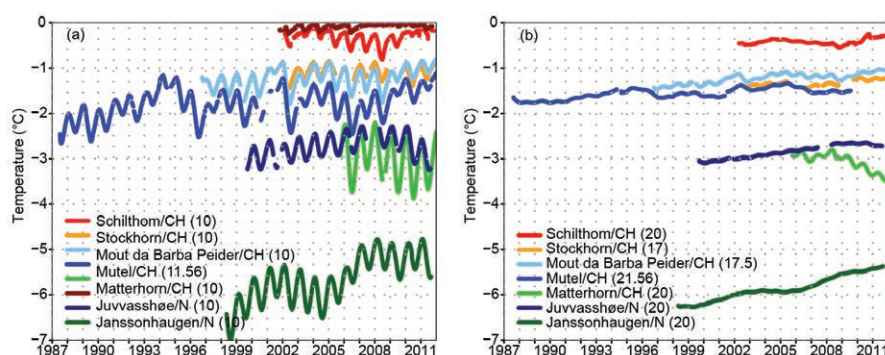 (a)
0
−1
−2
−3
−4
−5
−6
−7
Temperature (°C)
Schilthom/CH (10)
Stockhorn/CH (10)
Mout da Barba Peider/CH (10)
Mutel/CH (11.56)
Matterhorn/CH (10)
Juvvasshøe/N (10)
Janssonhaugen/N (10)
1987 1990 1993 1996 1999 2002 2005 2008 2011
(b)
0
−1
−2
−3
−4
−5
−6
−7
Temperature (°C)
Schilthom/CH (20)
Stockhorn/CH (17)
Mout da Barba Peider/CH (17.5)
Mutel/CH (21.56)
Matterhorn/CH (20)
Juvvasshøe/N (20)
Janssonhaugen/N (20)
1987 1990 1993 1996 1999 2002 2005 2008 2011